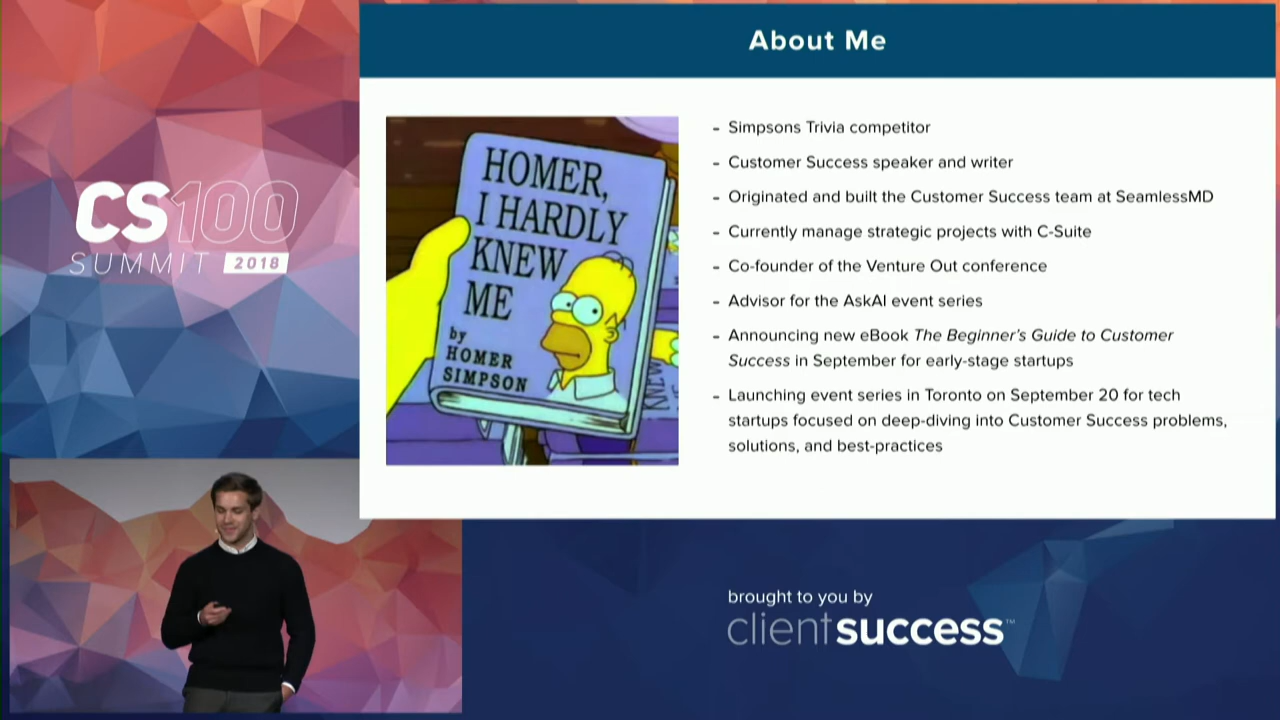 About Me
CS100
SUMMIT 2018
HOMER,
I HARDLY
KNEW
ME
by
HOMER
SIMPSON
KNEW
- Simpsons Trivia competitor
- Customer Success speaker and writer
- Originated and built the Customer Success team at SeamlessMD
- Currently manage strategic projects with C-Suite
- Co-founder of the Venture Out conference
- Advisor for the AskAI event series
- Announcing new eBook The Beginner's Guide to Customer
Success in September for early-stage startups
- Launching event series in Toronto on September 20 for tech
startups focused on deep-diving into Customer Success problems,
solutions, and best-practices
brought to you by
clientsuccess™